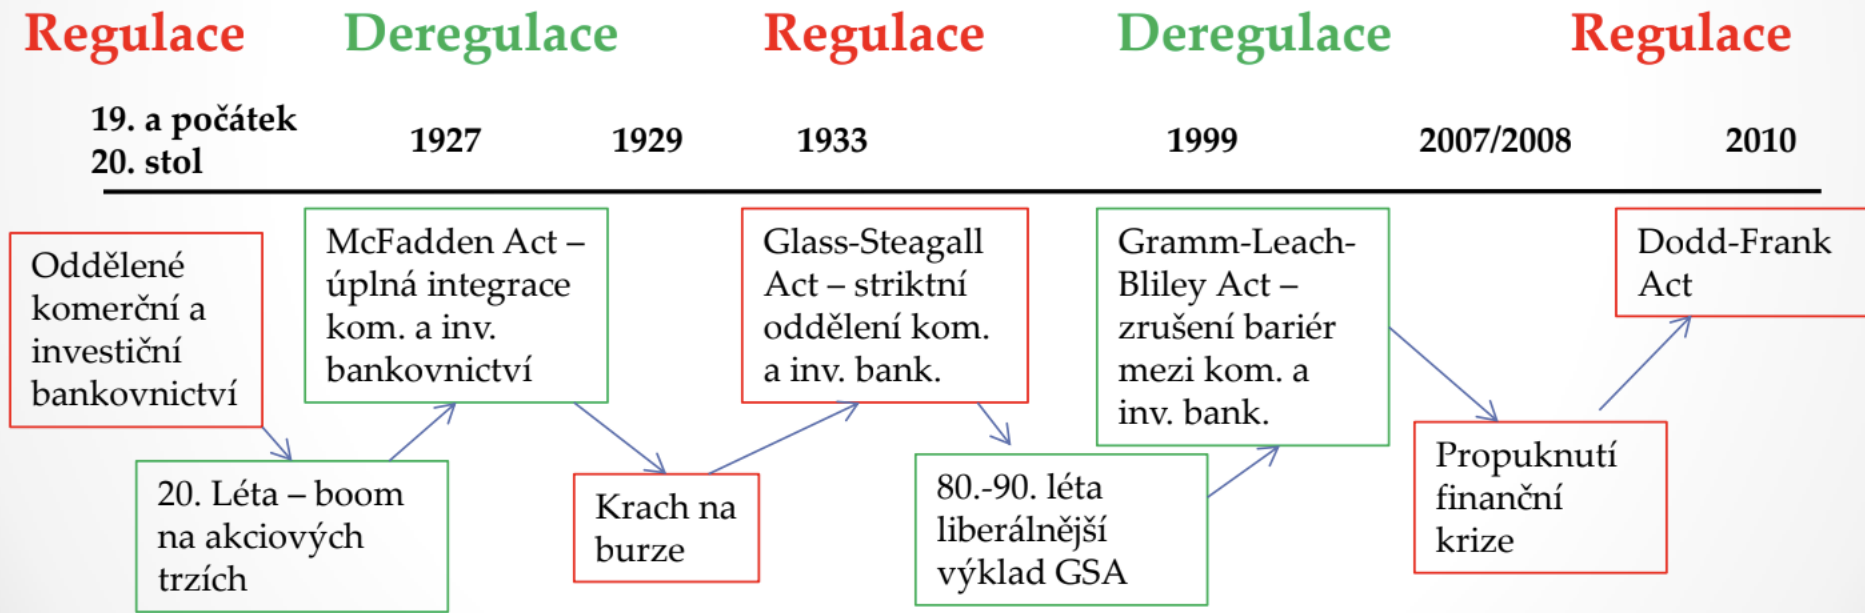 Regulace
Deregulace
Regulace
Deregulace
Regulace
19. a počátek
20. stol
1927
1929
1933
1999
2007/2008
2010
Oddělené
komerční a
investiční
bankovnictví
20. Léta – boom
na akciových
trzích
McFadden Act –
úplná integrace
kom. a inv.
bankovnictví
Krach na
burze
Glass-Steagall
Act – striktní
oddělení kom.
a inv. bank.
80.-90. léta
liberálnější
výklad GSA
Gramm-Leach-
Bliley Act –
zrušení bariér
mezi kom. a
inv. bank.
Propuknutí
finanční
krize
Dodd-Frank
Act